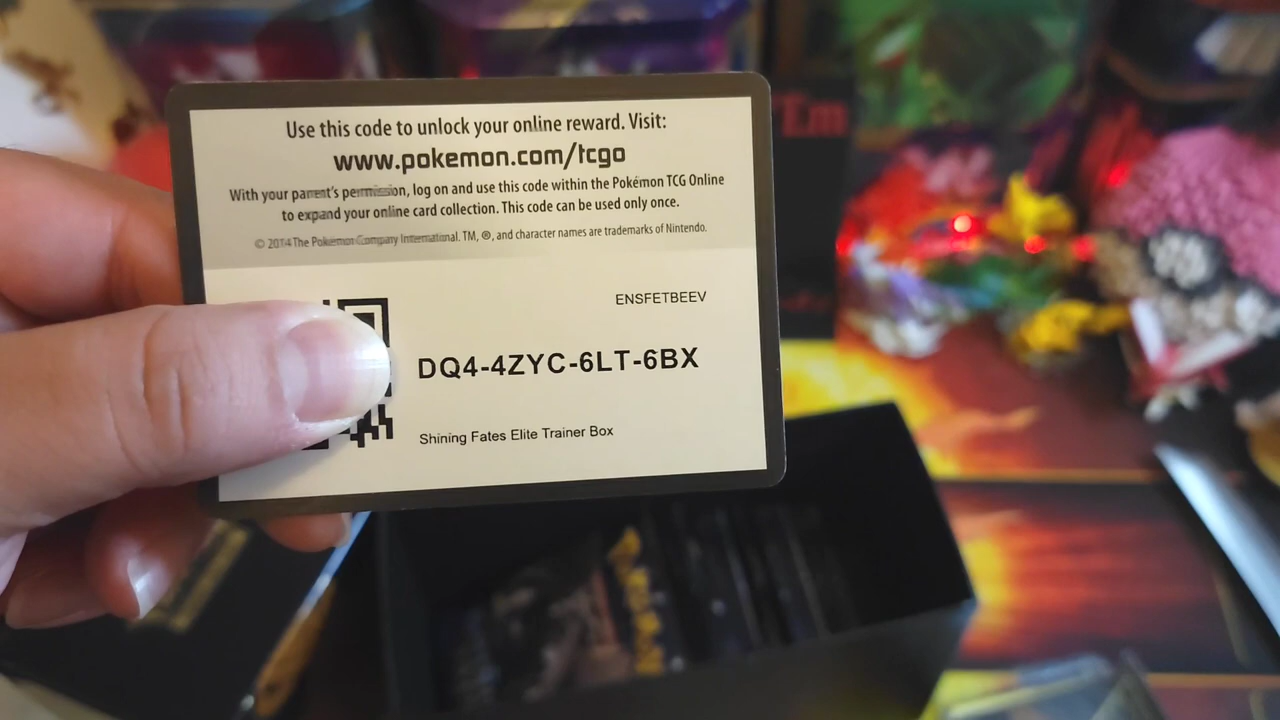 Use this code to unlock your online reward. Visit:
www.pokemon.com/tcgo
With your parent's permission, log on and use this code within the Pokémon TCG Online
to expand your online card collection. This code can be used only once.
© 2014 The Pokémon Company International. TM, ®, and character names are trademarks of Nintendo.
ENSFETBEEV
DQ4-4ZYC-6LT-6BX
Shining Fates Elite Trainer Box